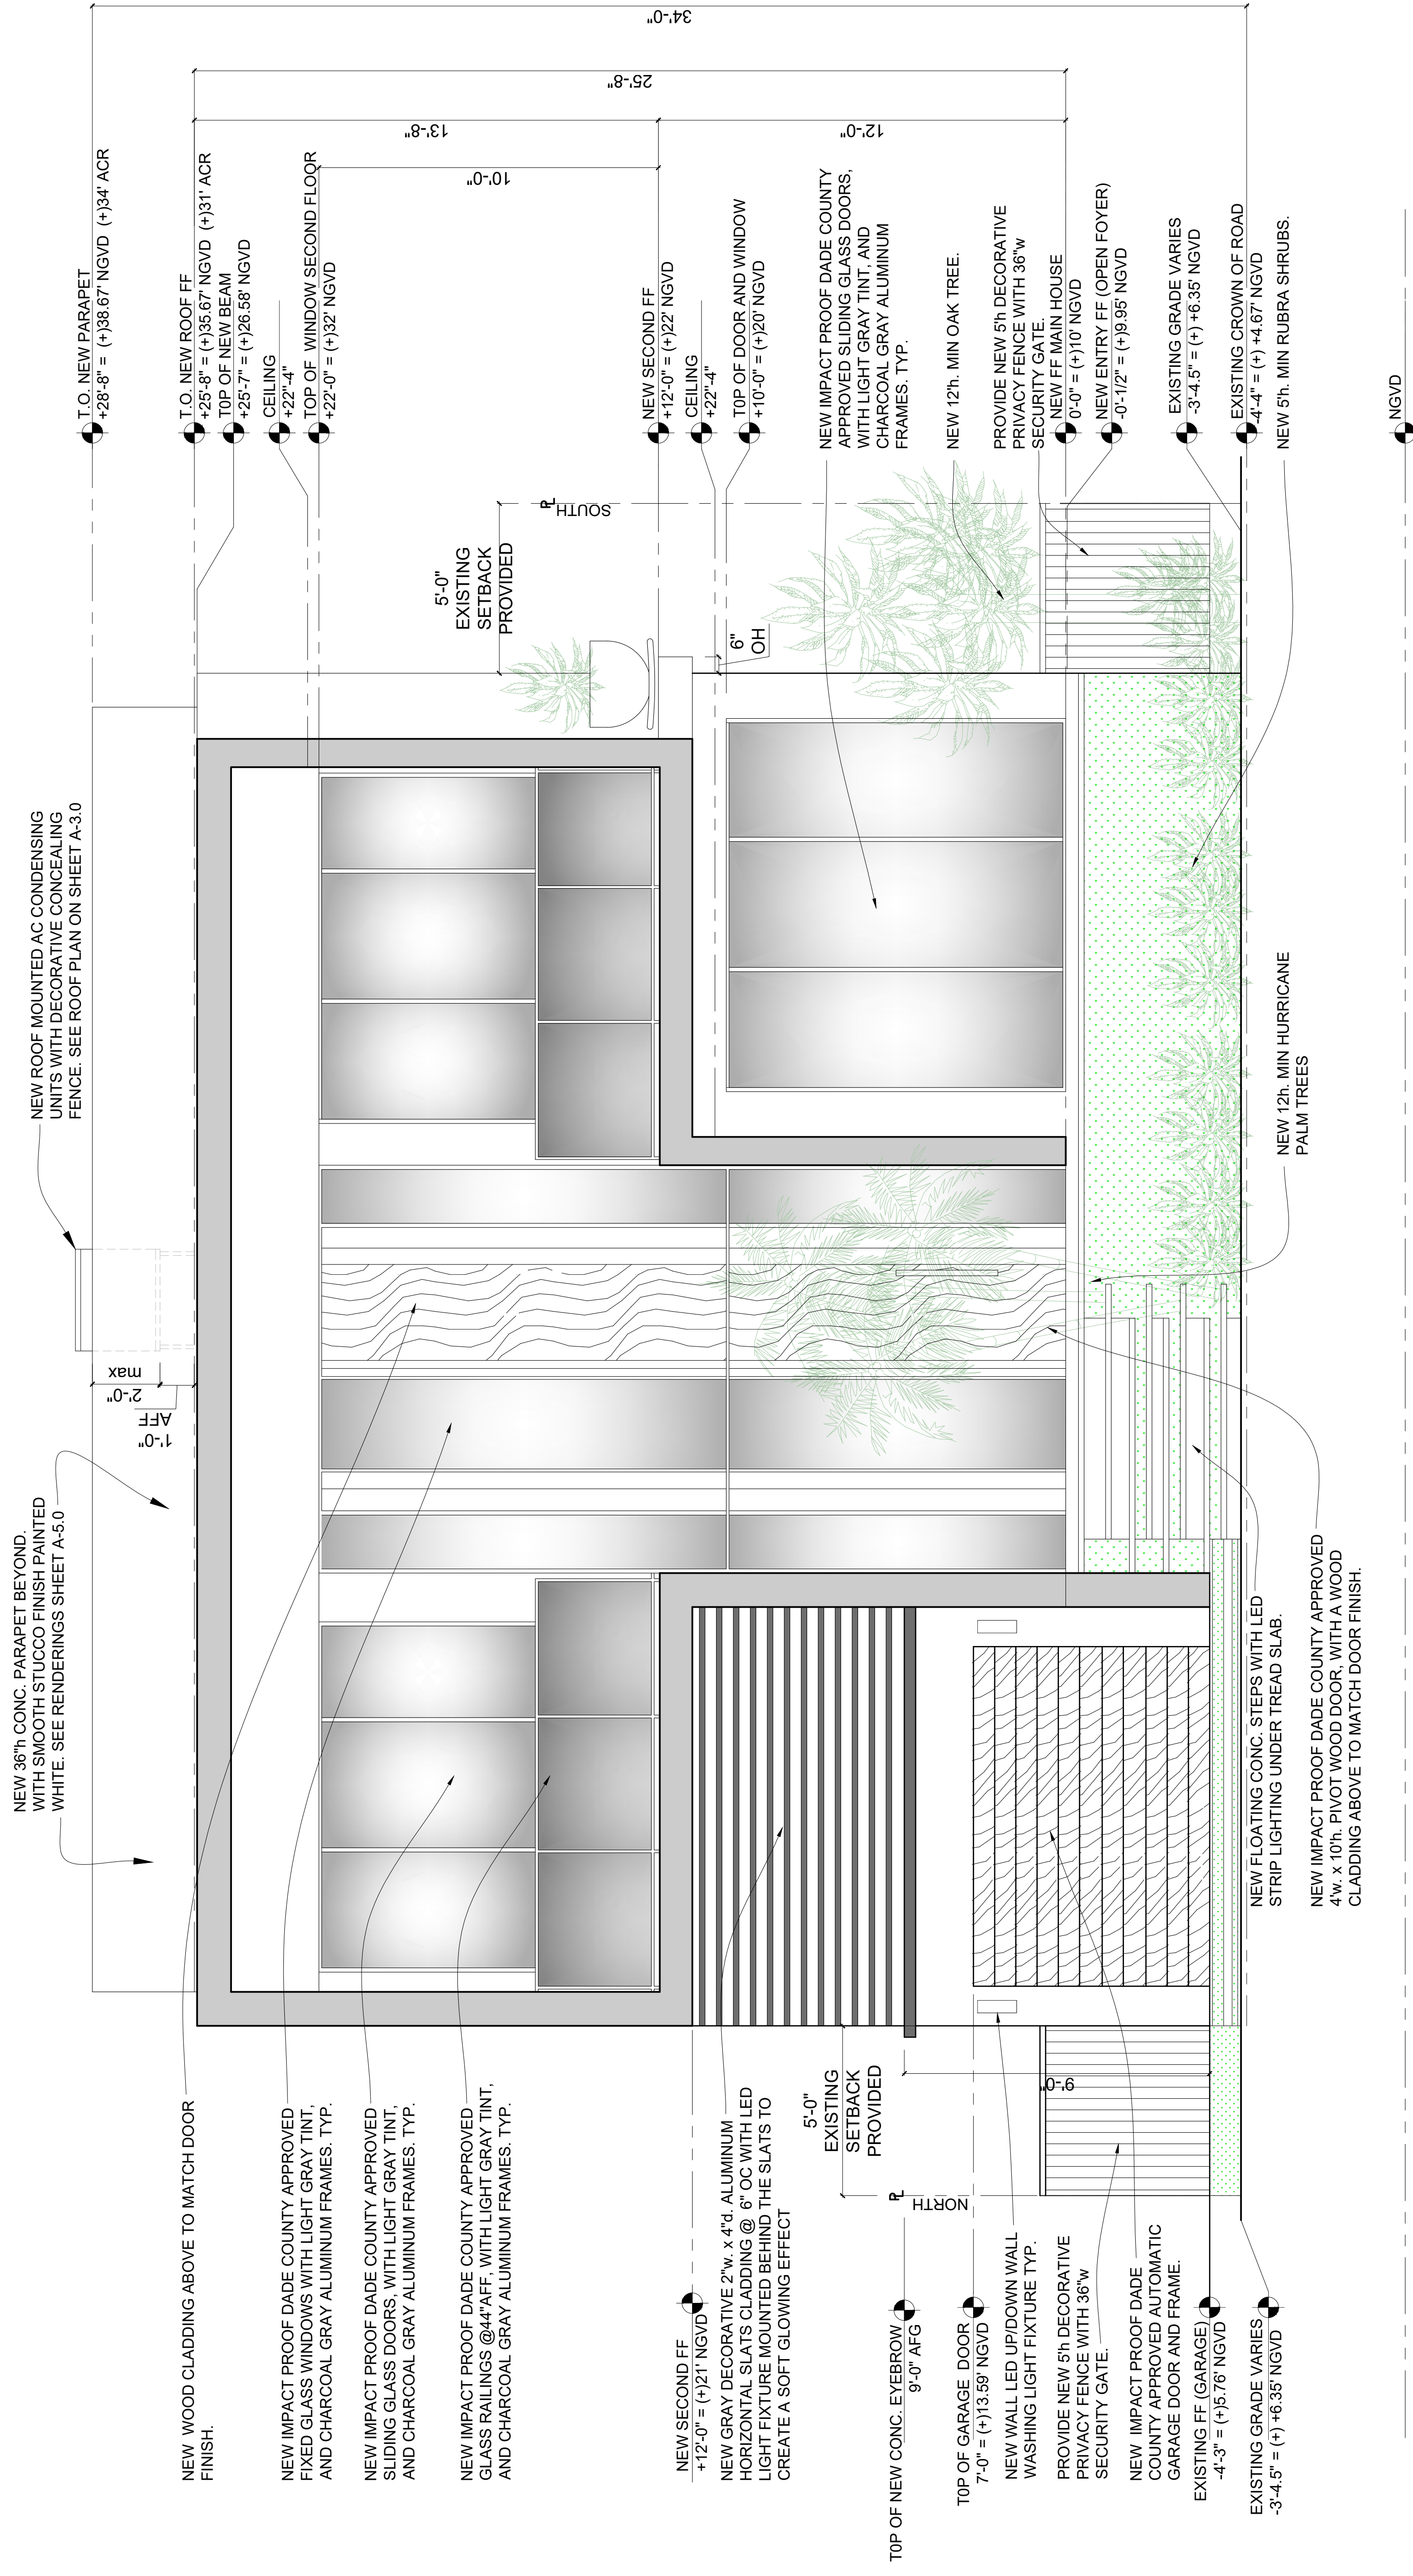 NEW ROOF MOUNTED AC CONDENSING
UNITS WITH DECORATIVE CONCEALING
FENCE. SEE ROOF PLAN ON SHEET A-3.0
NEW 36"h CONC. PARAPET BEYOND.
WITH SMOOTH STUCCO FINISH PAINTED
WHITE. SEE RENDERINGS SHEET A-5.0
2'-0"
max
1'-0"
AFF
NEW WOOD CLADDING ABOVE TO MATCH DOOR
FINISH.
NEW IMPACT PROOF DADE COUNTY APPROVED
FIXED GLASS WINDOWS WITH LIGHT GRAY TINT,
AND CHARCOAL GRAY ALUMINUM FRAMES. TYP.
NEW IMPACT PROOF DADE COUNTY APPROVED
SLIDING GLASS DOORS, WITH LIGHT GRAY TINT,
AND CHARCOAL GRAY ALUMINUM FRAMES. TYP.
NEW IMPACT PROOF DADE COUNTY APPROVED
GLASS RAILINGS @44"AFF, WITH LIGHT GRAY TINT,
AND CHARCOAL GRAY ALUMINUM FRAMES. TYP.
NEW SECOND FF
+12'-0" = (+)21' NGVD
NEW GRAY DECORATIVE 2"w. x 4"d. ALUMINUM
HORIZONTAL SLATS CLADDING @ 6" OC WITH LED
LIGHT FIXTURE MOUNTED BEHIND THE SLATS TO
CREATE A SOFT GLOWING EFFECT
5'-0"
EXISTING
SETBACK
PROVIDED
PL
NORTH
9'-0"
TOP OF NEW CONC. EYEBROW
9'-0" AFG
TOP OF GARAGE DOOR
7'-0" = (+)13.59' NGVD
NEW WALL LED UP/DOWN WALL
WASHING LIGHT FIXTURE TYP.
PROVIDE NEW 5'h DECORATIVE
PRIVACY FENCE WITH 36"w
SECURITY GATE.
NEW IMPACT PROOF DADE
COUNTY APPROVED AUTOMATIC
GARAGE DOOR AND FRAME.
EXISTING FF (GARAGE)
-4'-3" = (+)5.76' NGVD
EXISTING GRADE VARIES
-3'-4.5" = (+) +6.35' NGVD
T.O. NEW PARAPET
+28'-8" = (+)38.67' NGVD (+)34' ACR
T.O. NEW ROOF FF
+25'-8" = (+)35.67' NGVD (+)31' ACR
TOP OF NEW BEAM
+25'-7" = (+)26.58' NGVD
CEILING
+22"-4"
TOP OF WINDOW SECOND FLOOR
+22'-0" = (+)32' NGVD
5'-0"
EXISTING
SETBACK
PROVIDED
PL
SOUTH
6"
OH
NEW SECOND FF
+12'-0" = (+)22' NGVD
CEILING
+22"-4"
TOP OF DOOR AND WINDOW
+10'-0" = (+)20' NGVD
NEW IMPACT PROOF DADE COUNTY
APPROVED SLIDING GLASS DOORS,
WITH LIGHT GRAY TINT, AND
CHARCOAL GRAY ALUMINUM
FRAMES. TYP.
NEW 12'h. MIN OAK TREE.
PROVIDE NEW 5'h DECORATIVE
PRIVACY FENCE WITH 36"w
SECURITY GATE.
NEW FF MAIN HOUSE
0'-0" = (+)10' NGVD
NEW ENTRY FF (OPEN FOYER)
-0'-1/2" = (+)9.95' NGVD
EXISTING GRADE VARIES
-3'-4.5" = (+) +6.35' NGVD
EXISTING CROWN OF ROAD
-4'-4" = (+) +4.67' NGVD
NEW 5'h. MIN RUBRA SHRUBS.
NGVD
10'-0"
13'-8"
12'-0"
25'-8"
34'-0"
NEW FLOATING CONC. STEPS WITH LED
STRIP LIGHTING UNDER TREAD SLAB.
NEW 12h. MIN HURRICANE
PALM TREES
NEW IMPACT PROOF DADE COUNTY APPROVED
4'w. x 10'h. PIVOT WOOD DOOR, WITH A WOOD
CLADDING ABOVE TO MATCH DOOR FINISH.